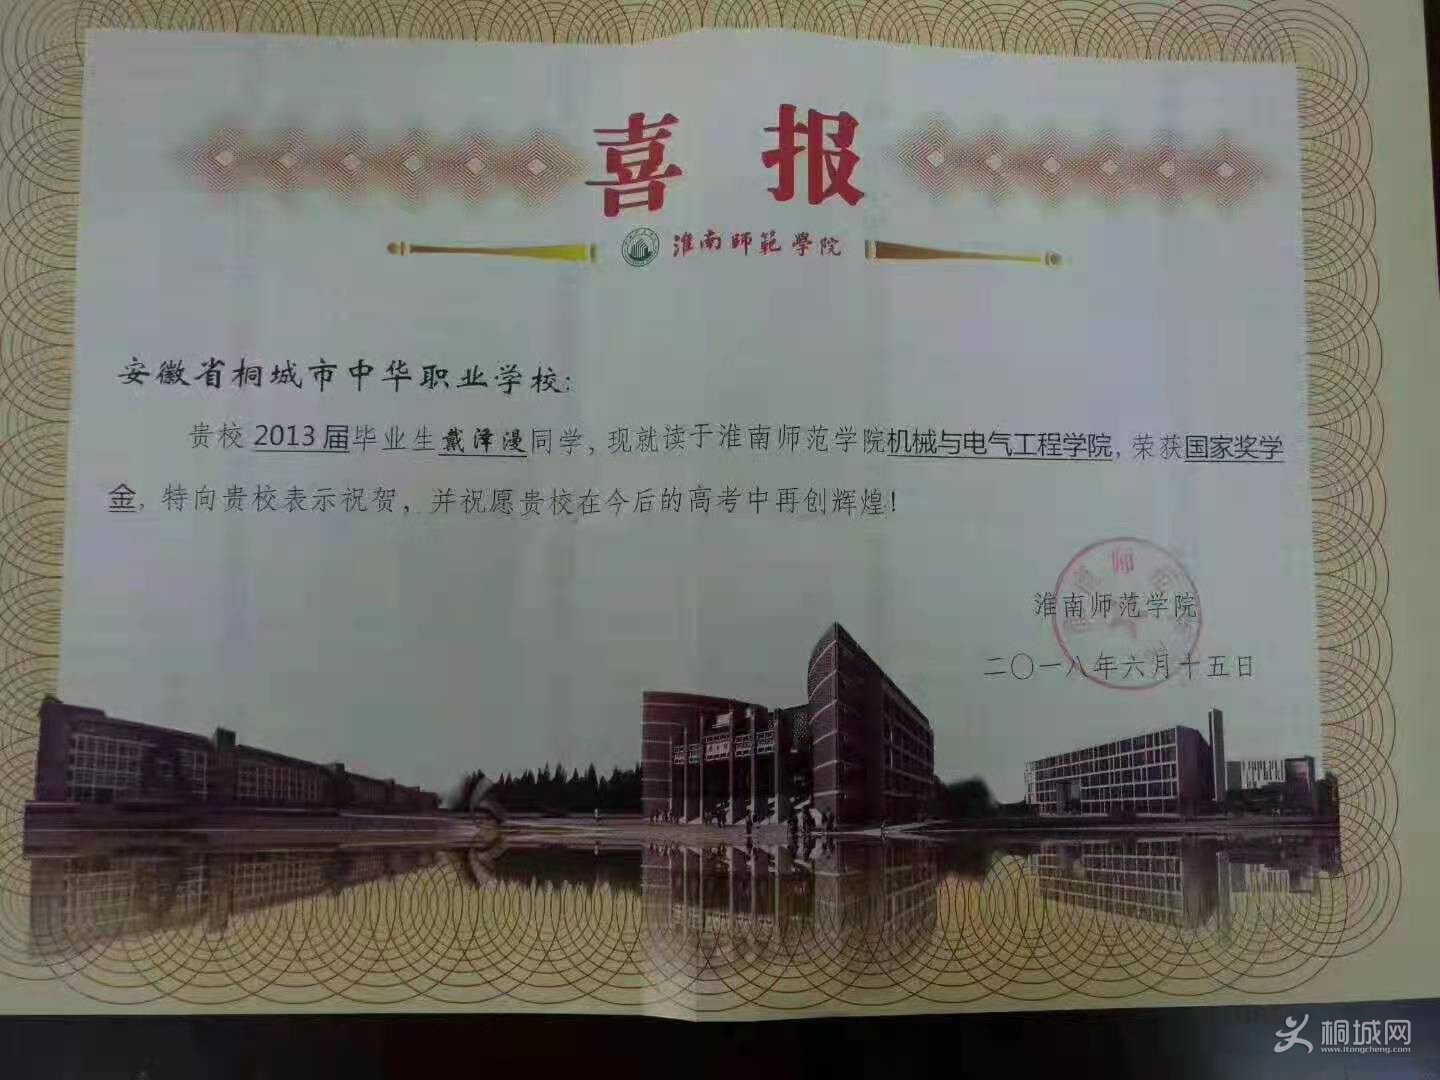 喜报
淮南师範學院
安徽省桐城市中华职业学校：
贵校2013届毕业生戴泽漫同学，现就读于淮南师范学院机械与电气工程学院，荣获国家奖学
金，特向贵校表示祝贺，并祝愿贵校在今后的高考中再创辉煌！
淮南师范学院
二〇一八年六月十五日
桐城网
www.itongcheng.com